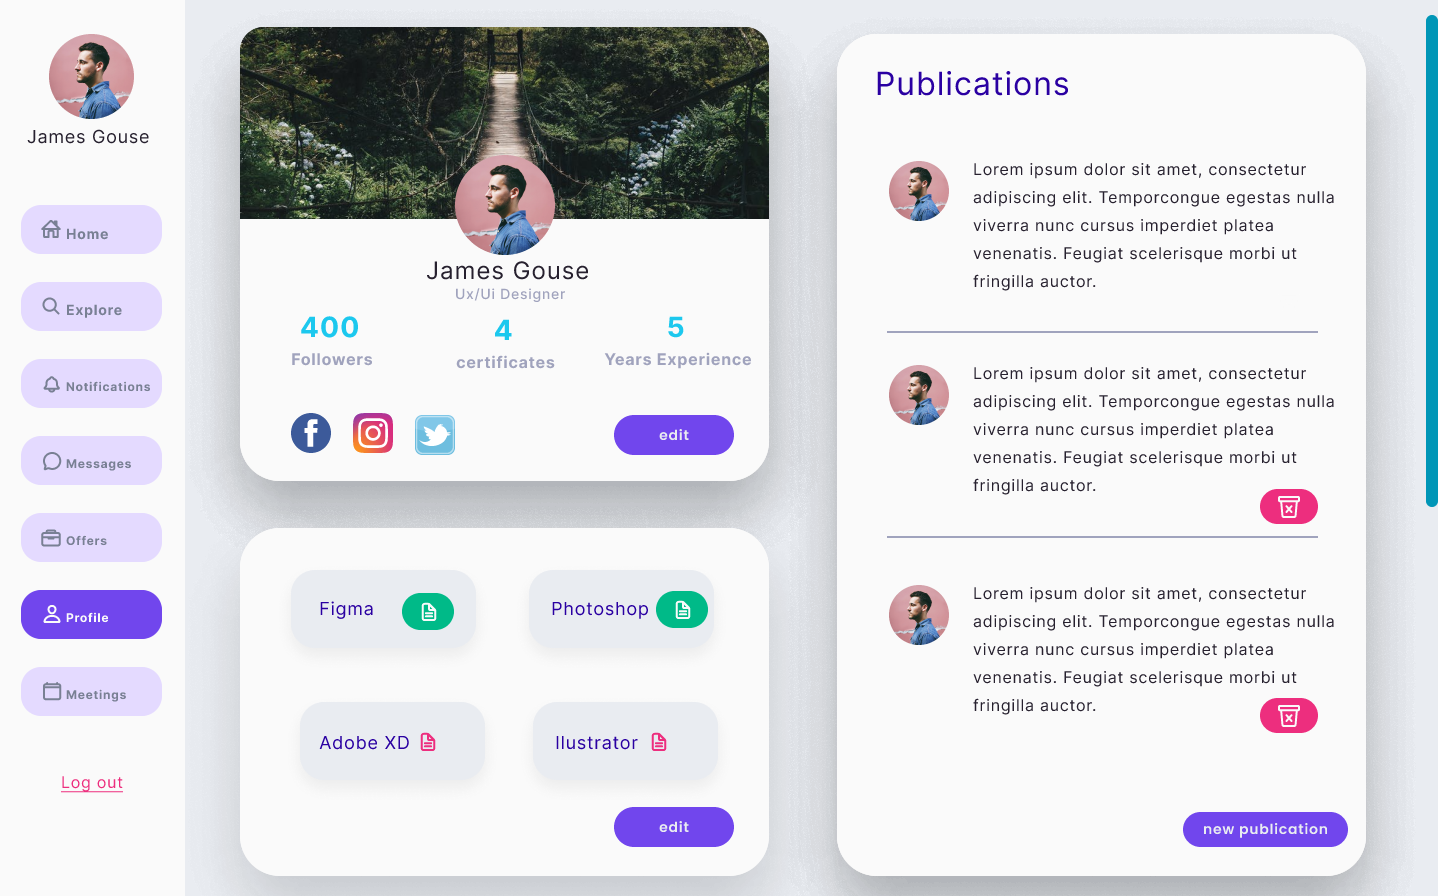 James Gouse
Home
Explore
Notifications
Messages
Offers
Profile
Meetings
Log out
James Gouse
Ux/Ui Designer
400
Followers
4
certificates
5
Years Experience
edit
Figma
Photoshop
Adobe XD
Ilustrator
edit
Publications
Lorem ipsum dolor sit amet, consectetur
adipiscing elit. Temporcongue egestas nulla
viverra nunc cursus imperdiet platea
venenatis. Feugiat scelerisque morbi ut
fringilla auctor.
Lorem ipsum dolor sit amet, consectetur
adipiscing elit. Temporcongue egestas nulla
viverra nunc cursus imperdiet platea
venenatis. Feugiat scelerisque morbi ut
fringilla auctor.
Lorem ipsum dolor sit amet, consectetur
adipiscing elit. Temporcongue egestas nulla
viverra nunc cursus imperdiet platea
venenatis. Feugiat scelerisque morbi ut
fringilla auctor.
new publication